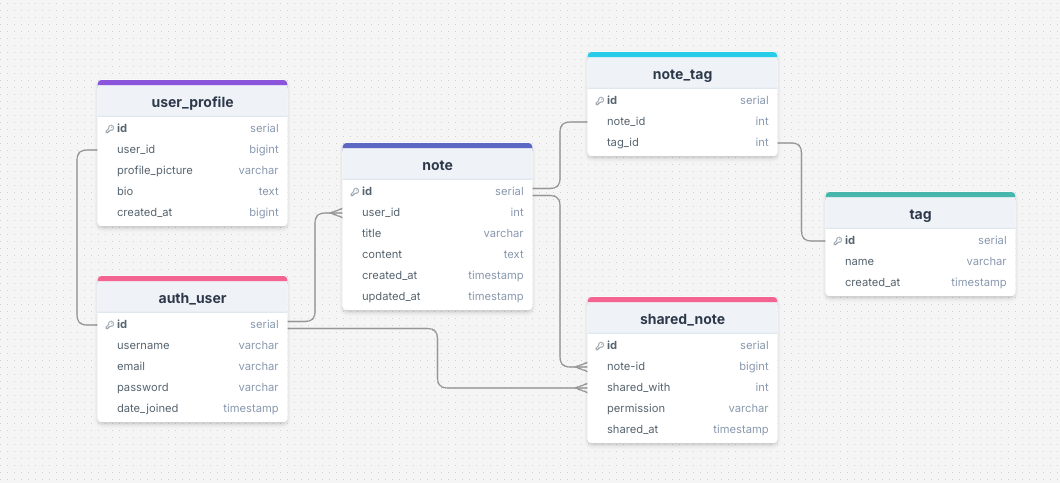 user_profile
id serial
user_id bigint
profile_picture varchar
bio text
created_at bigint
auth_user
id serial
username varchar
email varchar
password varchar
date_joined timestamp
note
id serial
user_id int
title varchar
content text
created_at timestamp
updated_at timestamp
note_tag
id serial
note_id int
tag_id int
shared_note
id serial
note-id bigint
shared_with int
permission varchar
shared_at timestamp
tag
id serial
name varchar
created_at timestamp